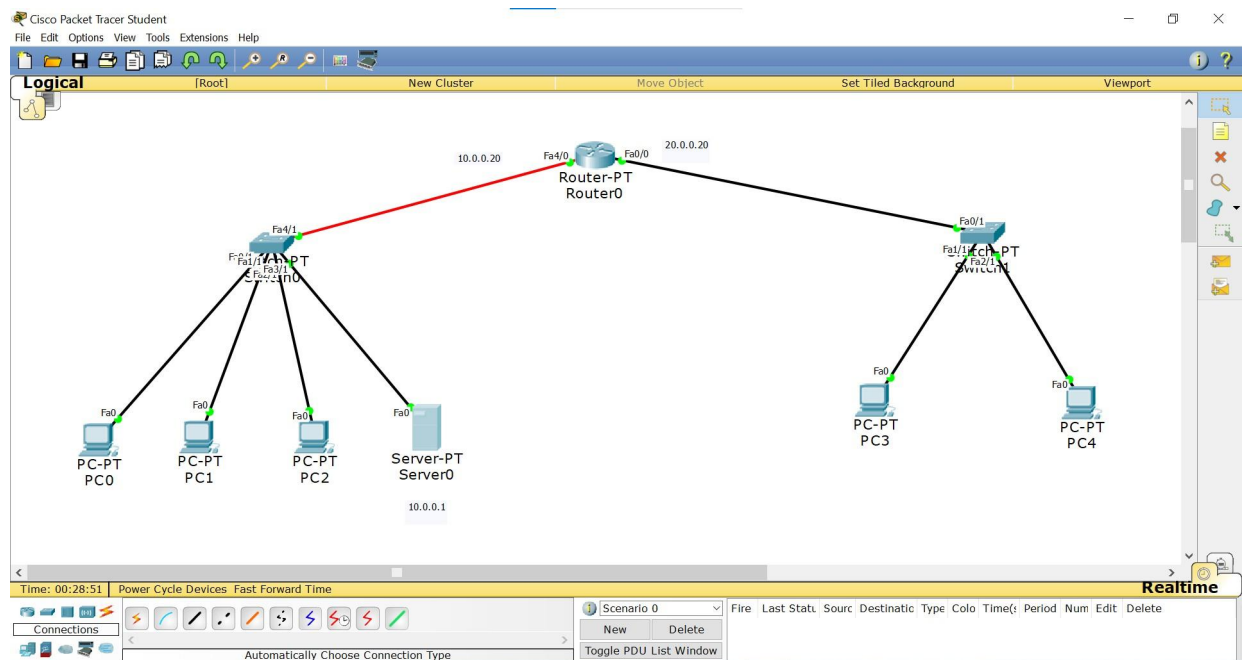 Cisco Packet Tracer Student
File Edit Options View Tools Extensions Help
Logical [Root] New Cluster Move Object Set Tiled Background Viewport
10.0.0.20 Fa4/0 Fa0/0 20.0.0.20
Router-PT
Router0
Fa4/1
Fa1/1
Fa3/1
Fa0/1
Fa1/1
Fa2/1
Switch1
Fa0 Fa0 Fa0 Fa0
PC-PT
PC0
PC-PT
PC1
PC-PT
PC2
Server-PT
Server0
10.0.0.1
Fa0
PC-PT
PC3
Fa0
PC-PT
PC4
Time: 00:28:51 Power Cycle Devices Fast Forward Time Realtime
Connections
Automatically Choose Connection Type
Scenario 0
New Delete
Toggle PDU List Window
Fire Last Statu Sourc Destinatic Type Colo Time(s Period Num Edit Delete